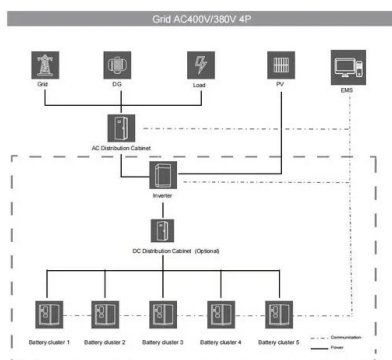 Grid AC400V/380V 4P
Grid DG Load PV EMS
AC Distribution Cabinet
Inverter
DC Distribution Cabinet (Optional)
Battery cluster 1 Battery cluster 2 Battery cluster 3 Battery cluster 4 Battery cluster 5
Communication
Power